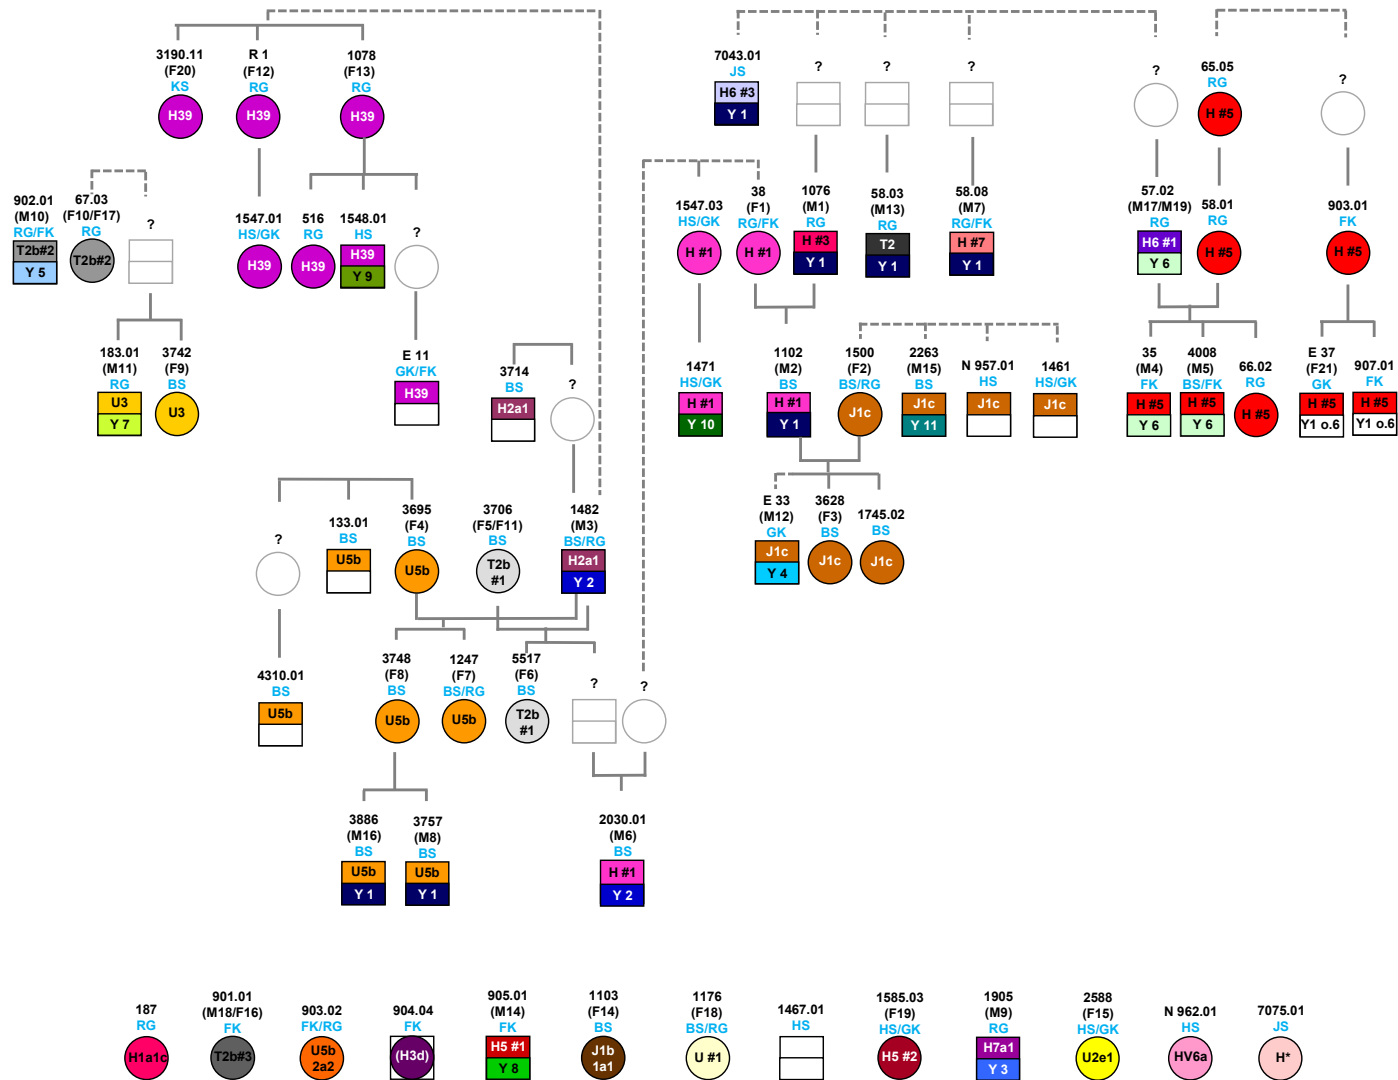 3190.11
(F20)
KS
H39
R 1
(F12)
RG
H39
1078
(F13)
RG
H39
7043.01
JS
H6 #3
Y 1
?
?
?
?
65.05
RG
H #5
?
902.01
(M10)
RG/FK
T2b#2
Y 5
67.03
(F10/F17)
RG
T2b#2
?
1547.01
HS/GK
H39
516
RG
H39
1548.01
HS
H39
Y 9
?
1547.03
HS/GK
H #1
38
(F1)
RG/FK
H #1
1076
(M1)
RG
H #3
Y 1
58.03
(M13)
RG
T2
Y 1
58.08
(M7)
RG/FK
H #7
Y 1
57.02
(M17/M19)
RG
H6 #1
Y 6
58.01
RG
H #5
903.01
FK
H #5
183.01
(M11)
RG
U3
Y 7
3742
(F9)
BS
U3
E 11
GK/FK
H39
3714
BS
H2a1
?
1471
HS/GK
H #1
Y 10
1102
(M2)
BS
H #1
Y 1
1500
(F2)
BS/RG
J1c
2263
(M15)
BS
J1c
Y 11
N 957.01
HS
J1c
1461
HS/GK
J1c
35
(M4)
FK
H #5
Y 6
4008
(M5)
BS/FK
H #5
Y 6
66.02
RG
H #5
E 37
(F21)
GK
H #5
Y1 o.6
907.01
FK
H #5
Y1 o.6
?
133.01
BS
U5b
3695
(F4)
BS
U5b
3706
(F5/F11)
BS
T2b
#1
1482
(M3)
BS/RG
H2a1
Y 2
E 33
(M12)
GK
J1c
Y 4
3628
(F3)
BS
J1c
1745.02
BS
J1c
4310.01
BS
U5b
3748
(F8)
BS
U5b
1247
(F7)
BS/RG
U5b
5517
(F6)
BS
T2b
#1
?
?
3886
(M16)
BS
U5b
Y 1
3757
(M8)
BS
U5b
Y 1
2030.01
(M6)
BS
H #1
Y 2
187
RG
H1a1c
901.01
(M18/F16)
FK
T2b#3
903.02
FK/RG
U5b
2a2
904.04
FK
(H3d)
905.01
(M14)
FK
H5 #1
Y 8
1103
(F14)
BS
J1b
1a1
1176
(F18)
BS/RG
U #1
1467.01
HS
1585.03
(F19)
HS/GK
H5 #2
1905
(M9)
RG
H7a1
Y 3
2588
(F15)
HS/GK
U2e1
N 962.01
HS
HV6a
7075.01
JS
H*